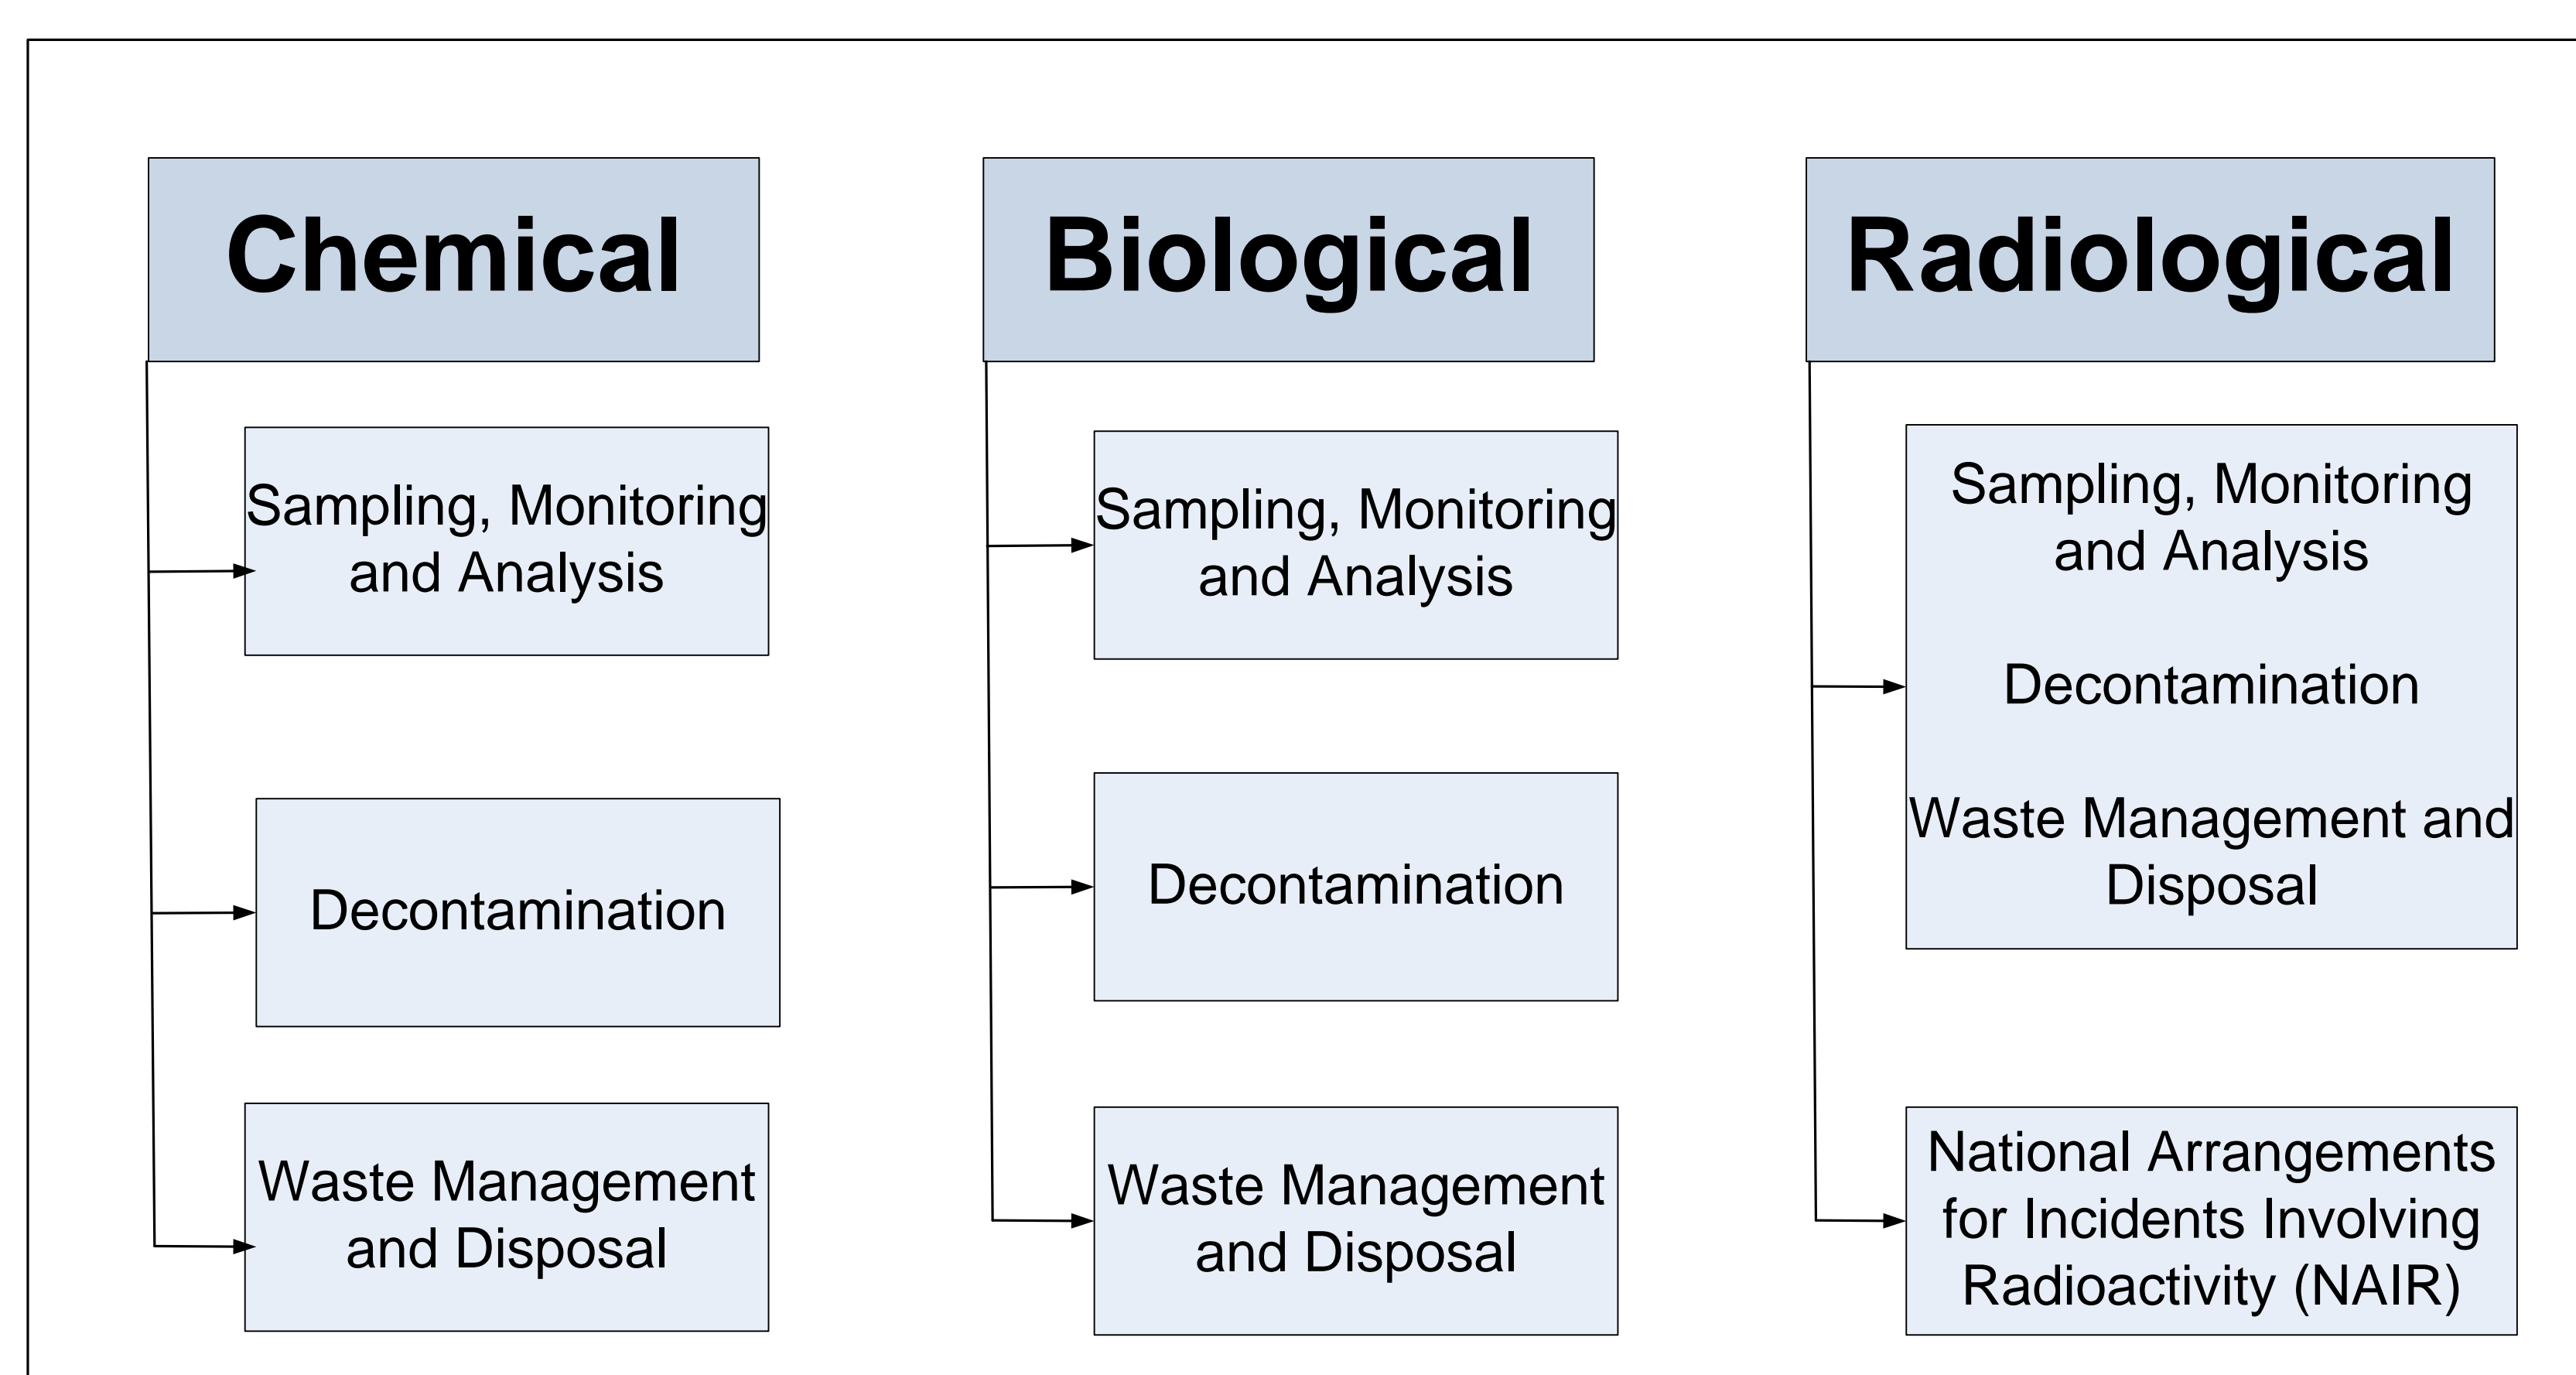 Chemical
Sampling, Monitoring
and Analysis
Decontamination
Waste Management
and Disposal
Biological
Sampling, Monitoring
and Analysis
Decontamination
Waste Management
and Disposal
Radiological
Sampling, Monitoring
and Analysis
Decontamination
Waste Management and
Disposal
National Arrangements
for Incidents Involving
Radioactivity (NAIR)